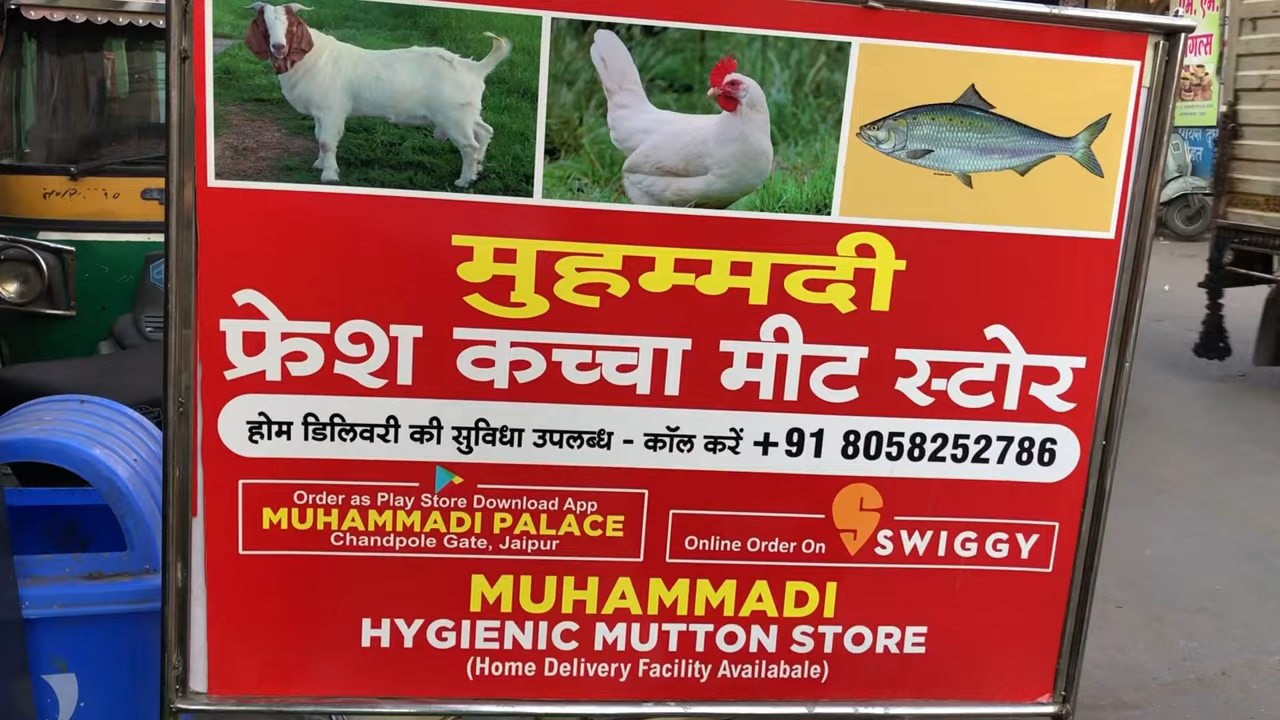 मुहम्मदी
फ्रेश कच्चा मीट स्टोर
होम डिलिवरी की सुविधा उपलब्ध - कॉल करें +91 8058252786
Order as Play Store Download App
MUHAMMADI PALACE
Chandpole Gate, Jaipur
Online Order On SWIGGY
MUHAMMADI
HYGIENIC MUTTON STORE
(Home Delivery Facility Availabale)